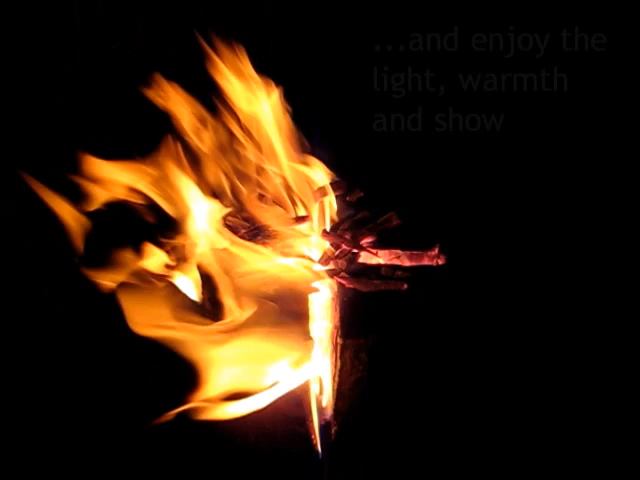 ...and enjoy the
light, warmth
and show